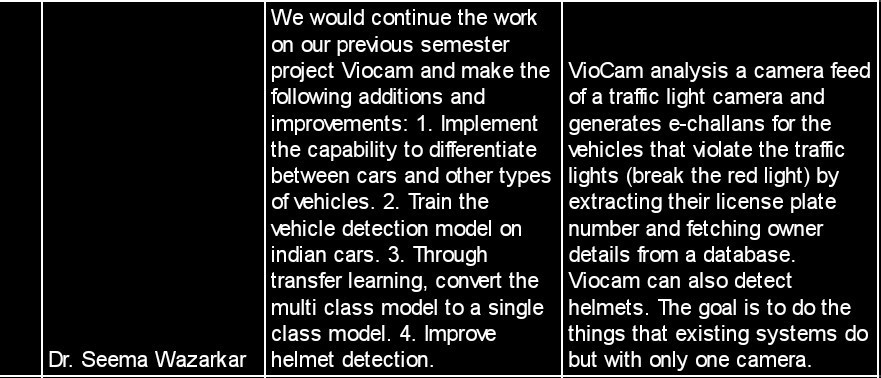 Dr. Seema Wazarkar
We would continue the work
on our previous semester
project Viocam and make the
following additions and
improvements: 1. Implement
the capability to differentiate
between cars and other types
of vehicles. 2. Train the
vehicle detection model on
indian cars. 3. Through
transfer learning, convert the
multi class model to a single
class model. 4. Improve
helmet detection.
VioCam analysis a camera feed
of a traffic light camera and
generates e-challans for the
vehicles that violate the traffic
lights (break the red light) by
extracting their license plate
number and fetching owner
details from a database.
Viocam can also detect
helmets. The goal is to do the
things that existing systems do
but with only one camera.